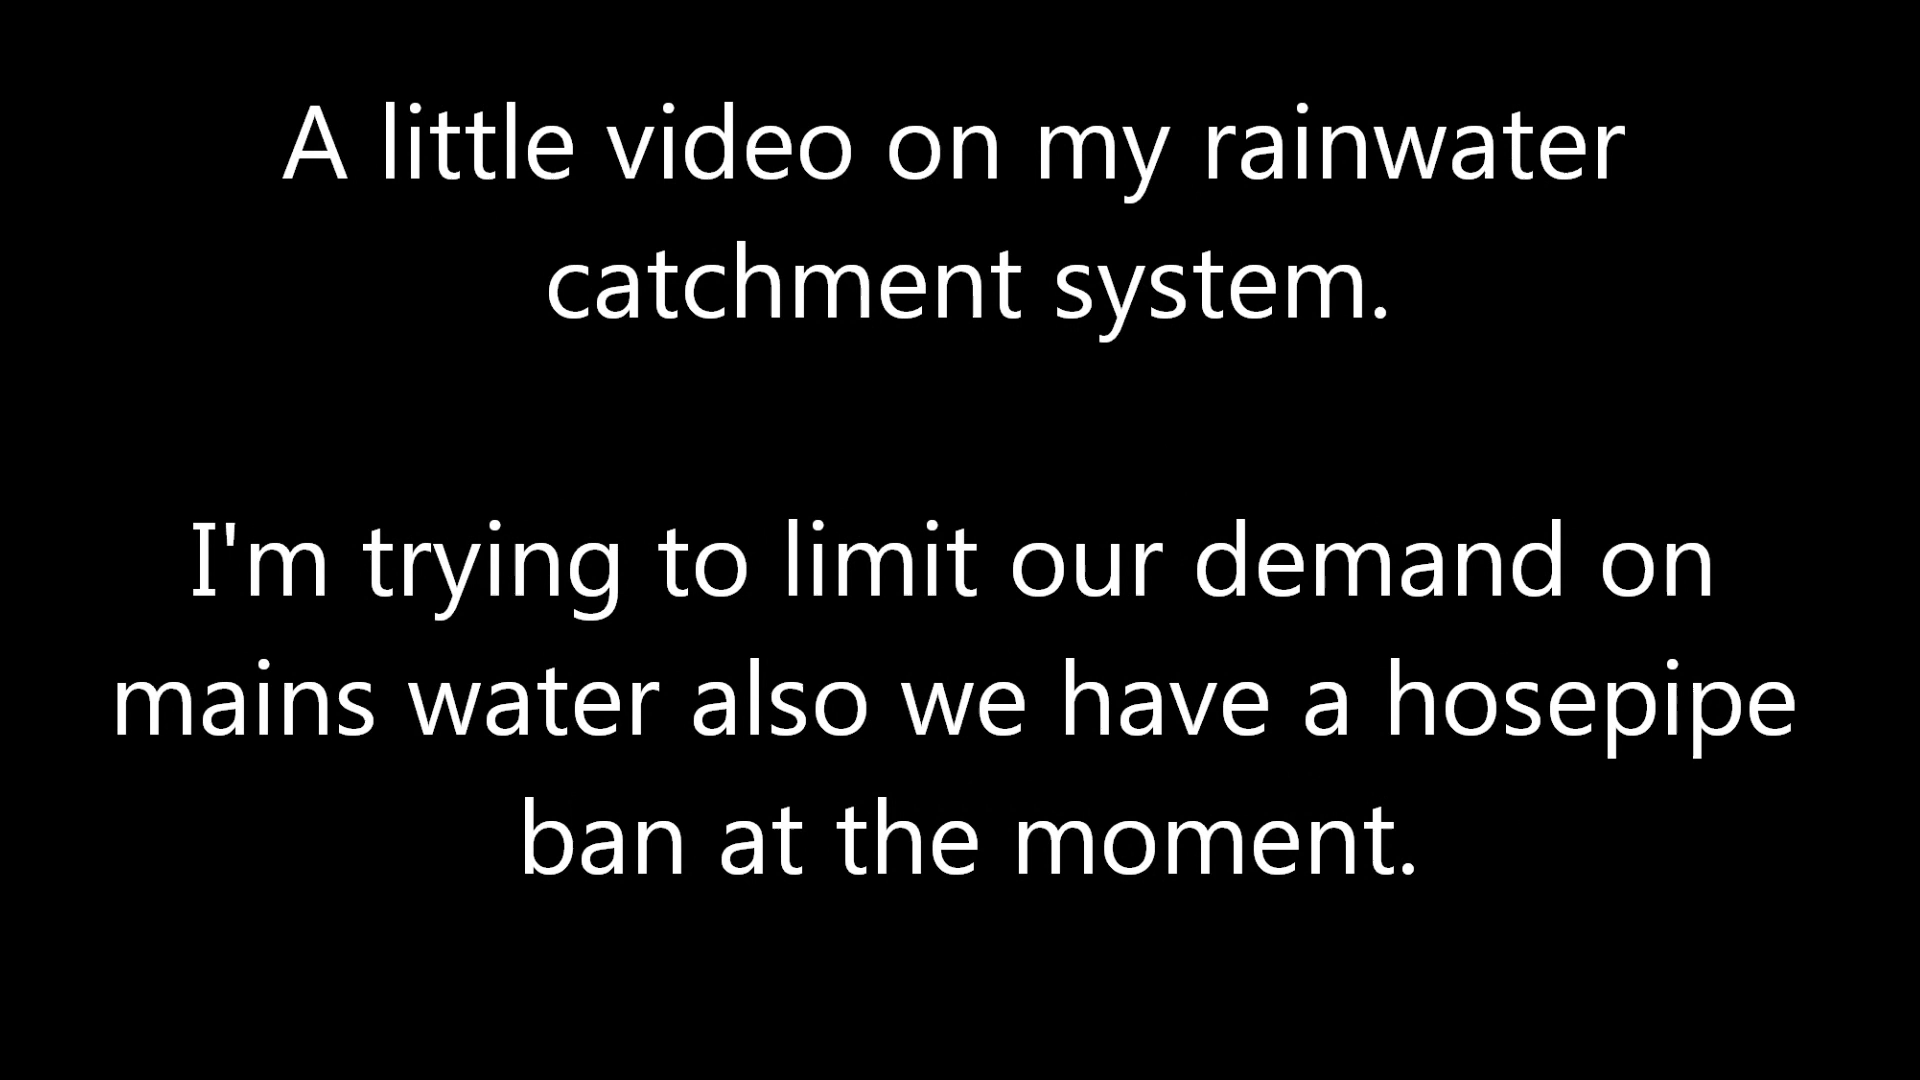 A little video on my rainwater
catchment system.
I'm trying to limit our demand on
mains water also we have a hosepipe
ban at the moment.